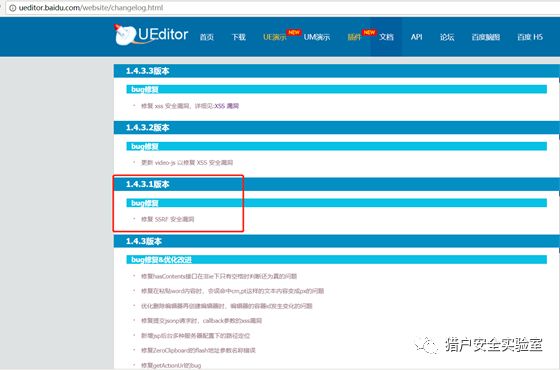 ueditor.baidu.com/website/changelog.html
UEditor 首页 下载 UE演示 NEW UM演示 插件 NEW 文档 API 论坛 百度脑图 百度 H5
1.4.3.3版本
bug修复
修复 xss 安全漏洞，详细见:XSS 漏洞
1.4.3.2版本
bug修复
更新 video-js 以修复 XSS 安全漏洞
1.4.3.1版本
bug修复
修复 SSRF 安全漏洞
1.4.3版本
bug修复&优化改进
修复hasContents接口在非ie下只有空格时判断还为真的问题
修复在粘贴word内容时，会误命中cm,pt这样的文本内容变成px的问题
优化删除编辑器再创建编辑器时，编辑器的容器id发生变化的问题
修复提交jsonp请求时，callback参数的xss漏洞
新增jsp后台多种服务器配置下的路径定位
修复ZeroClipboard的flash地址参数名称错误
修复getActionUrl的bug
猎户安全实验室